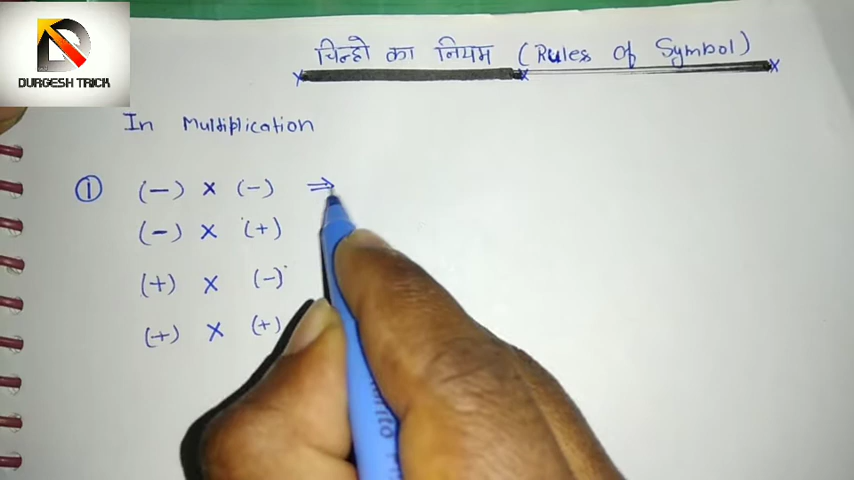 DURGESH TRICK
चिन्हो का नियम (Rules of Symbol)
In Multiplication
① (-) × (-) ⇒
(-) × (+)
(+) × (-)
(+) × (+)